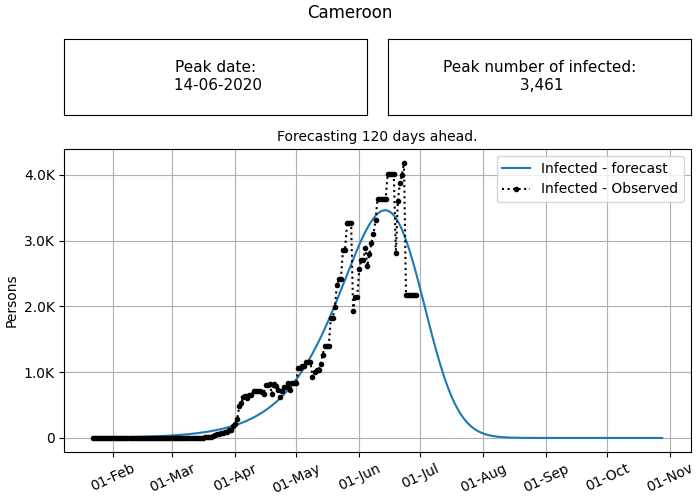 Cameroon
Peak date:
14-06-2020
Peak number of infected:
3,461
Forecasting 120 days ahead.
Infected - forecast
Infected - Observed
Persons
4.0K
3.0K
2.0K
1.0K
0
01-Feb
01-Mar
01-Apr
01-May
01-Jun
01-Jul
01-Aug
01-Sep
01-Oct
01-Nov